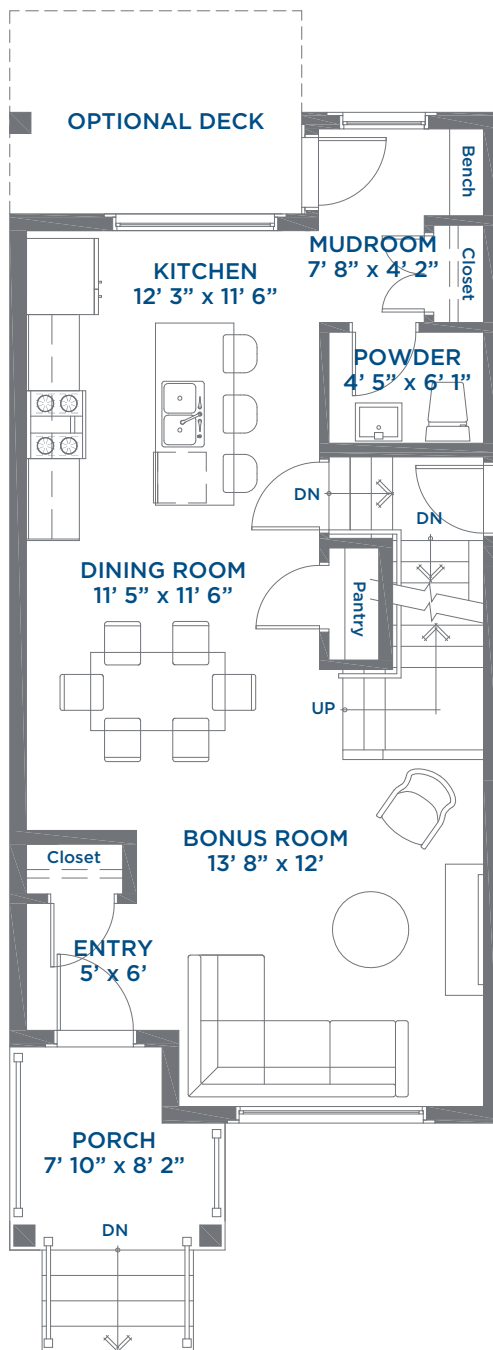 OPTIONAL DECK
Bench
MUDROOM
7’ 8” x 4’ 2”
Closet
KITCHEN
12’ 3” x 11’ 6”
POWDER
4’ 5” x 6’ 1”
DN
DN
DINING ROOM
11’ 5” x 11’ 6”
Pantry
UP
BONUS ROOM
13’ 8” x 12’
Closet
ENTRY
5’ x 6’
PORCH
7’ 10” x 8’ 2”
DN